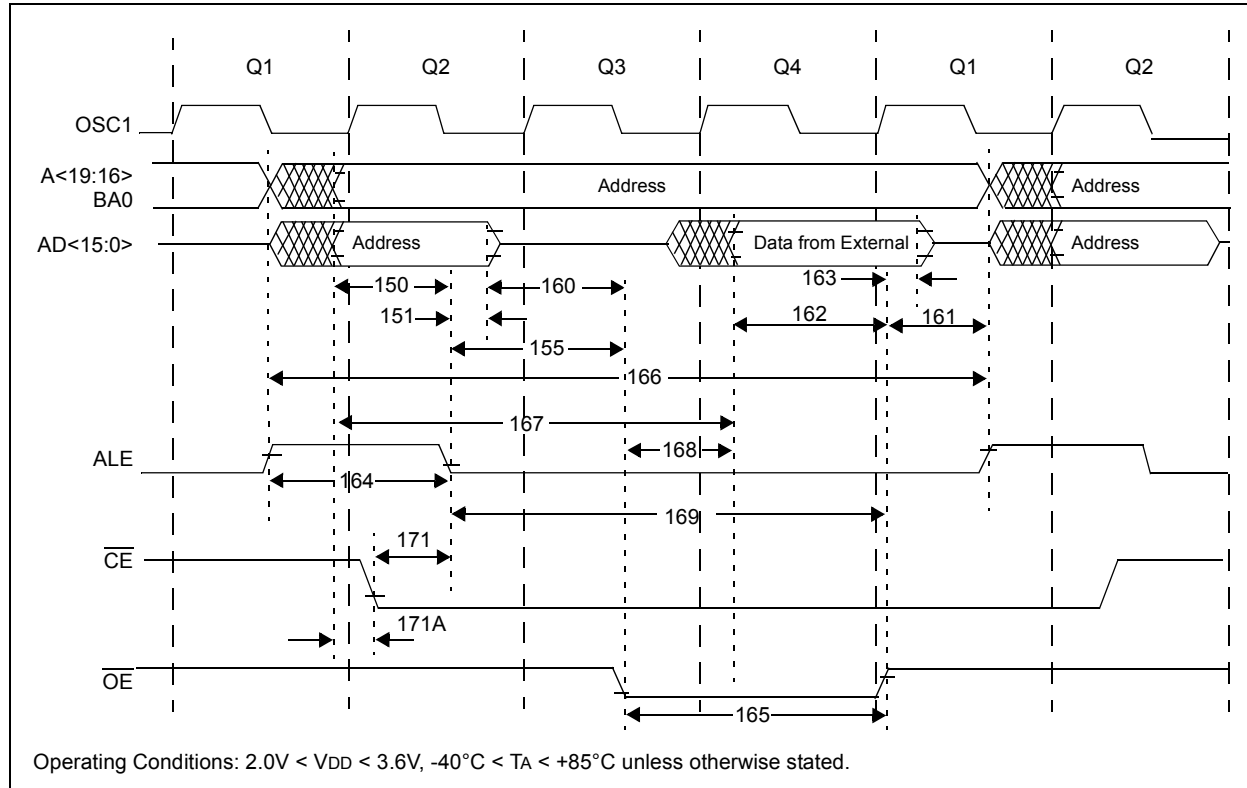 Q1 Q2 Q3 Q4 Q1 Q2
OSC1
A<19:16>
BA0
Address
Address
AD<15:0>
Address
Data from External
Address
150
160
163
151
162
161
155
166
167
168
ALE
164
169
171
CE
171A
OE
165
Operating Conditions: 2.0V < VDD < 3.6V, -40°C < TA < +85°C unless otherwise stated.